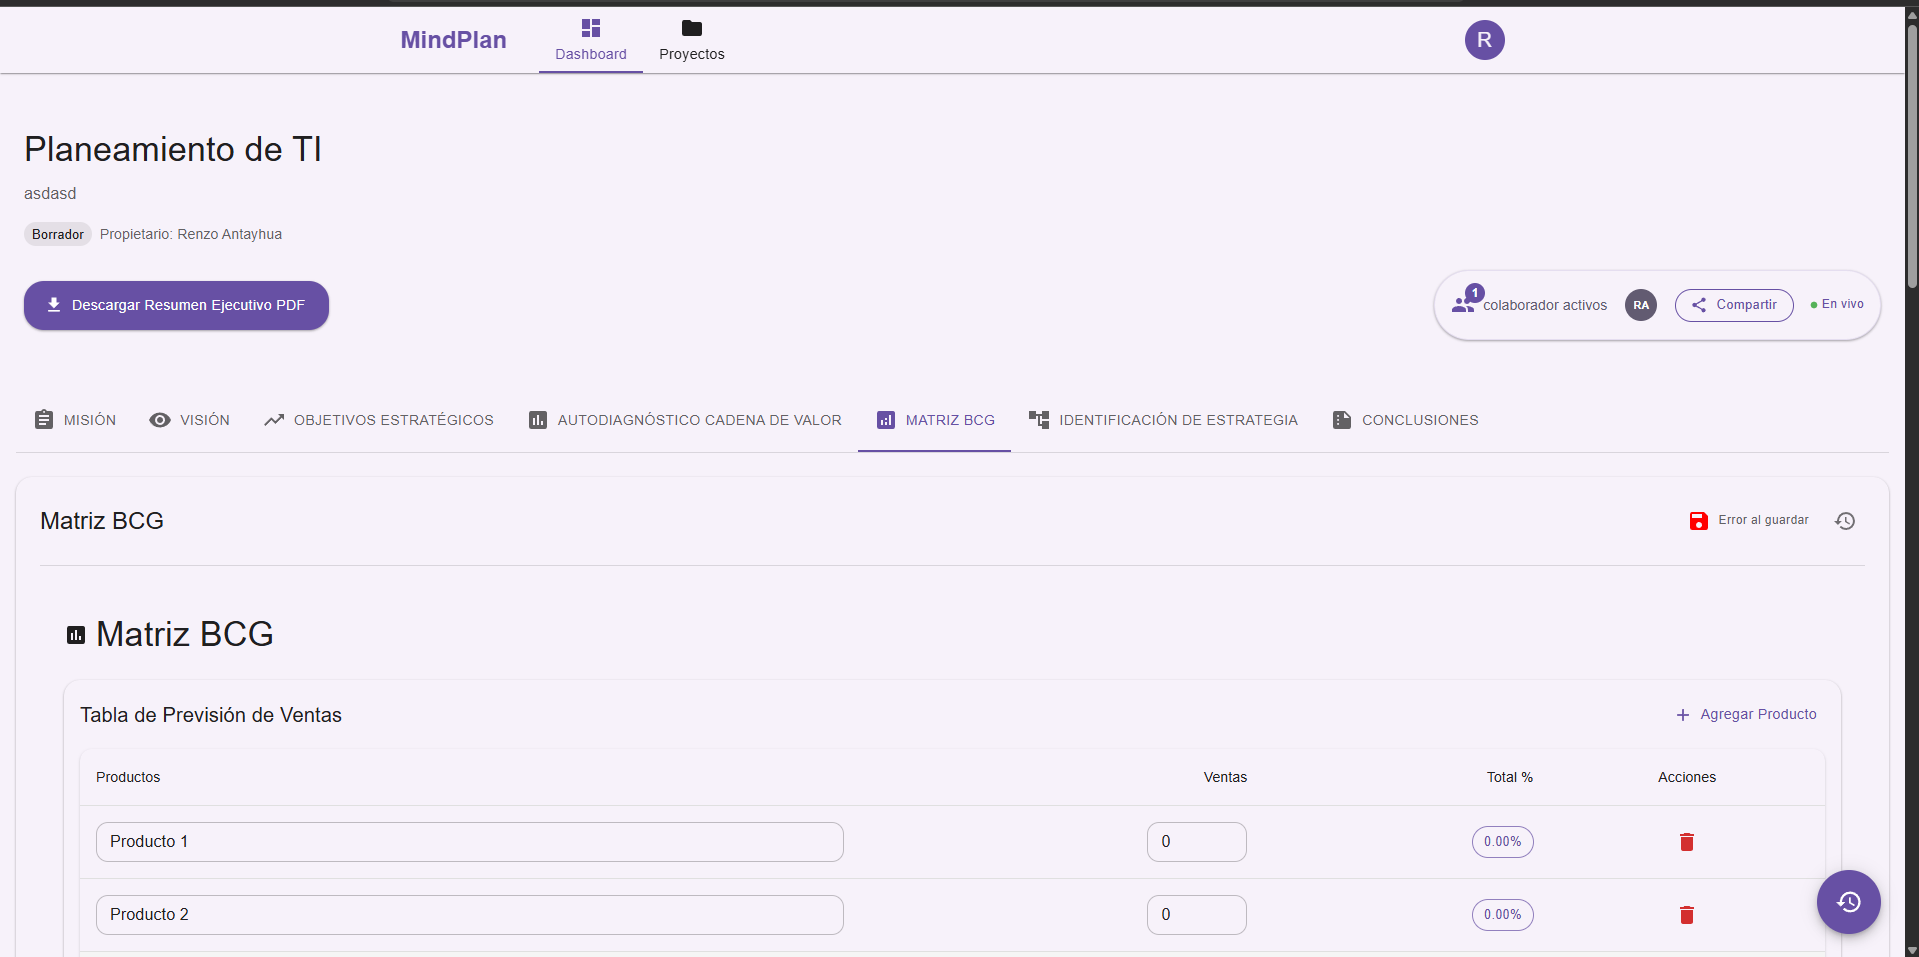 MindPlan
Dashboard
Proyectos
R
Planeamiento de TI
asdasd
Borrador Propietario: Renzo Antayhua
Descargar Resumen Ejecutivo PDF
1
colaborador activos
RA
Compartir
En vivo
MISIÓN
VISIÓN
OBJETIVOS ESTRATÉGICOS
AUTODIAGNÓSTICO CADENA DE VALOR
MATRIZ BCG
IDENTIFICACIÓN DE ESTRATEGIA
CONCLUSIONES
Matriz BCG
Error al guardar
Matriz BCG
Tabla de Previsión de Ventas
Agregar Producto
Productos Ventas Total % Acciones
Producto 1 0 0.00%
Producto 2 0 0.00%